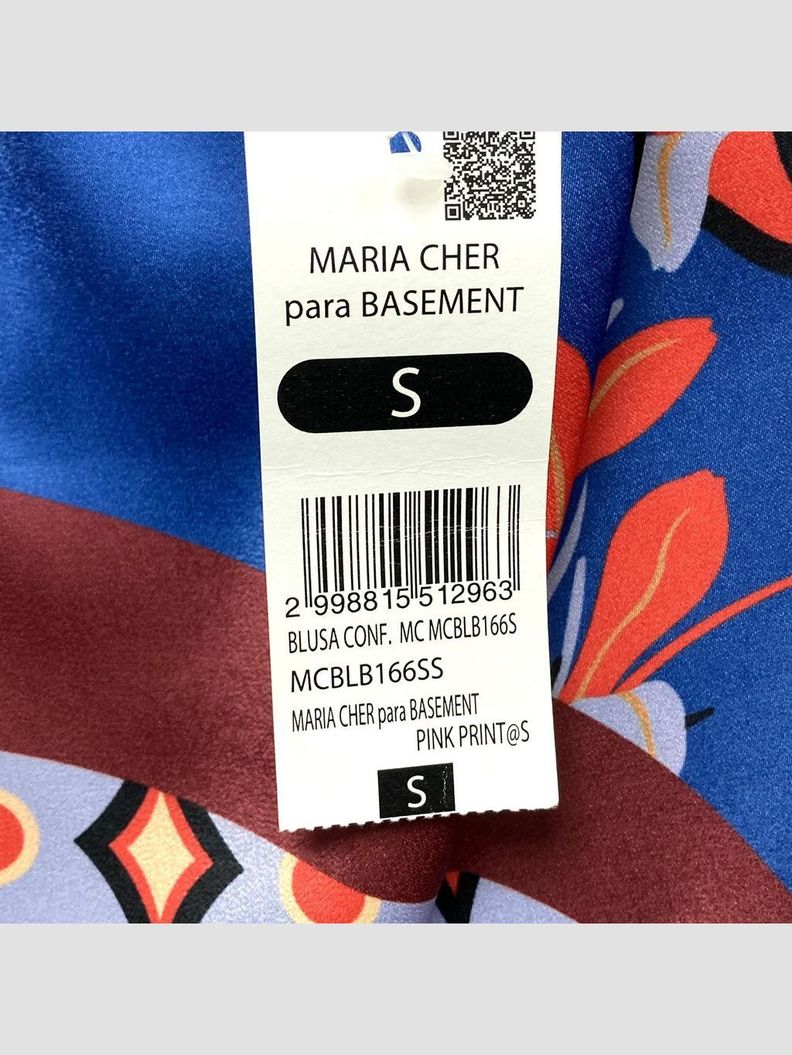 MARIA CHER
para BASEMENT
S
2 998815 512963
BLUSA CONF. MC MCBLB166S
MCBLB166SS
MARIA CHER para BASEMENT
PINK PRINT@S
S